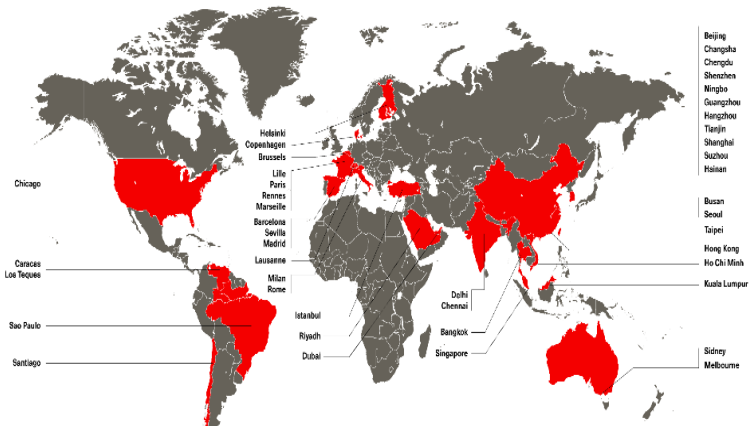 Chicago
Caracas
Los Teques
Sao Paulo
Santiago
Helsinki
Copenhagen
Brussels
Lille
Paris
Rennes
Marseille
Barcelona
Sevilla
Madrid
Lausanne
Milan
Rome
Istanbul
Riyadh
Dubai
Delhi
Chennai
Bangkok
Singapore
Beijing
Changsha
Chengdu
Shenzhen
Ningbo
Guangzhou
Hangzhou
Tianjin
Shanghai
Suzhou
Hainan
Busan
Seoul
Taipei
Hong Kong
Ho Chi Minh
Kuala Lumpur
Sidney
Melbourne